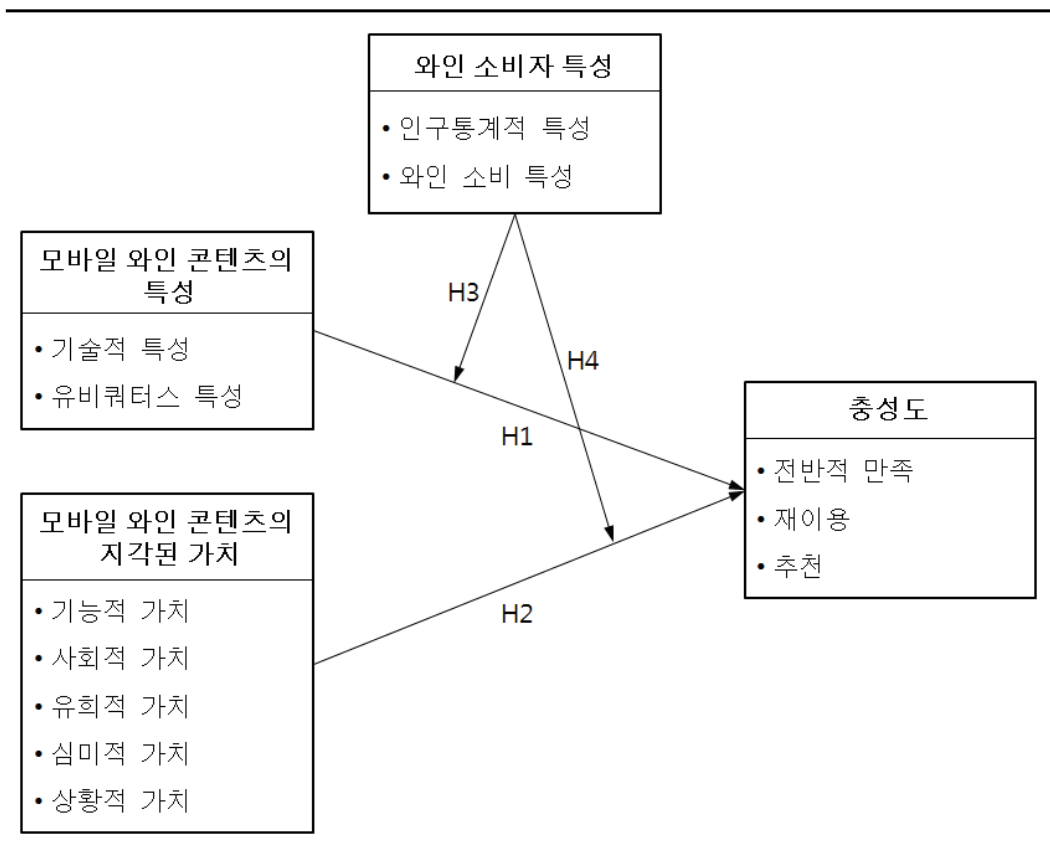 와인 소비자 특성
• 인구통계적 특성
• 와인 소비 특성
모바일 와인 콘텐츠의
특성
• 기술적 특성
• 유비쿼터스 특성
H3
H4
H1
충성도
• 전반적 만족
• 재이용
• 추천
모바일 와인 콘텐츠의
지각된 가치
• 기능적 가치
• 사회적 가치
• 유희적 가치
• 심미적 가치
• 상황적 가치
H2